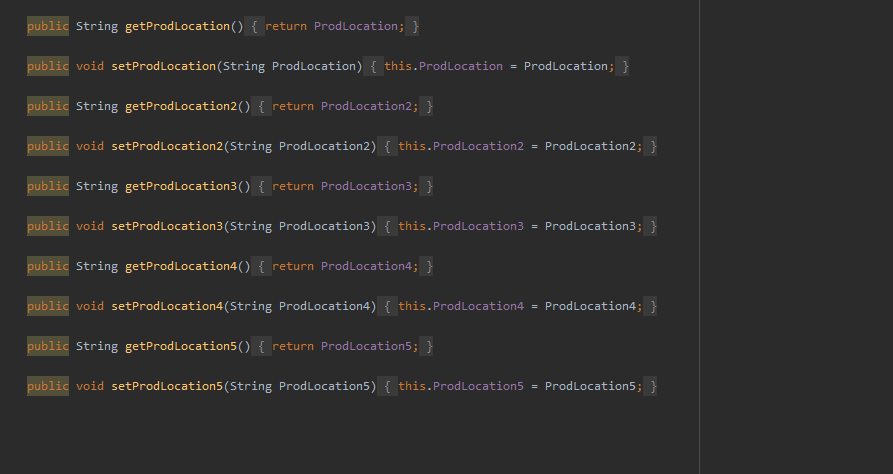 public String getProdLocation() { return ProdLocation; }
public void setProdLocation(String ProdLocation) { this.ProdLocation = ProdLocation; }
public String getProdLocation2() { return ProdLocation2; }
public void setProdLocation2(String ProdLocation2) { this.ProdLocation2 = ProdLocation2; }
public String getProdLocation3() { return ProdLocation3; }
public void setProdLocation3(String ProdLocation3) { this.ProdLocation3 = ProdLocation3; }
public String getProdLocation4() { return ProdLocation4; }
public void setProdLocation4(String ProdLocation4) { this.ProdLocation4 = ProdLocation4; }
public String getProdLocation5() { return ProdLocation5; }
public void setProdLocation5(String ProdLocation5) { this.ProdLocation5 = ProdLocation5; }